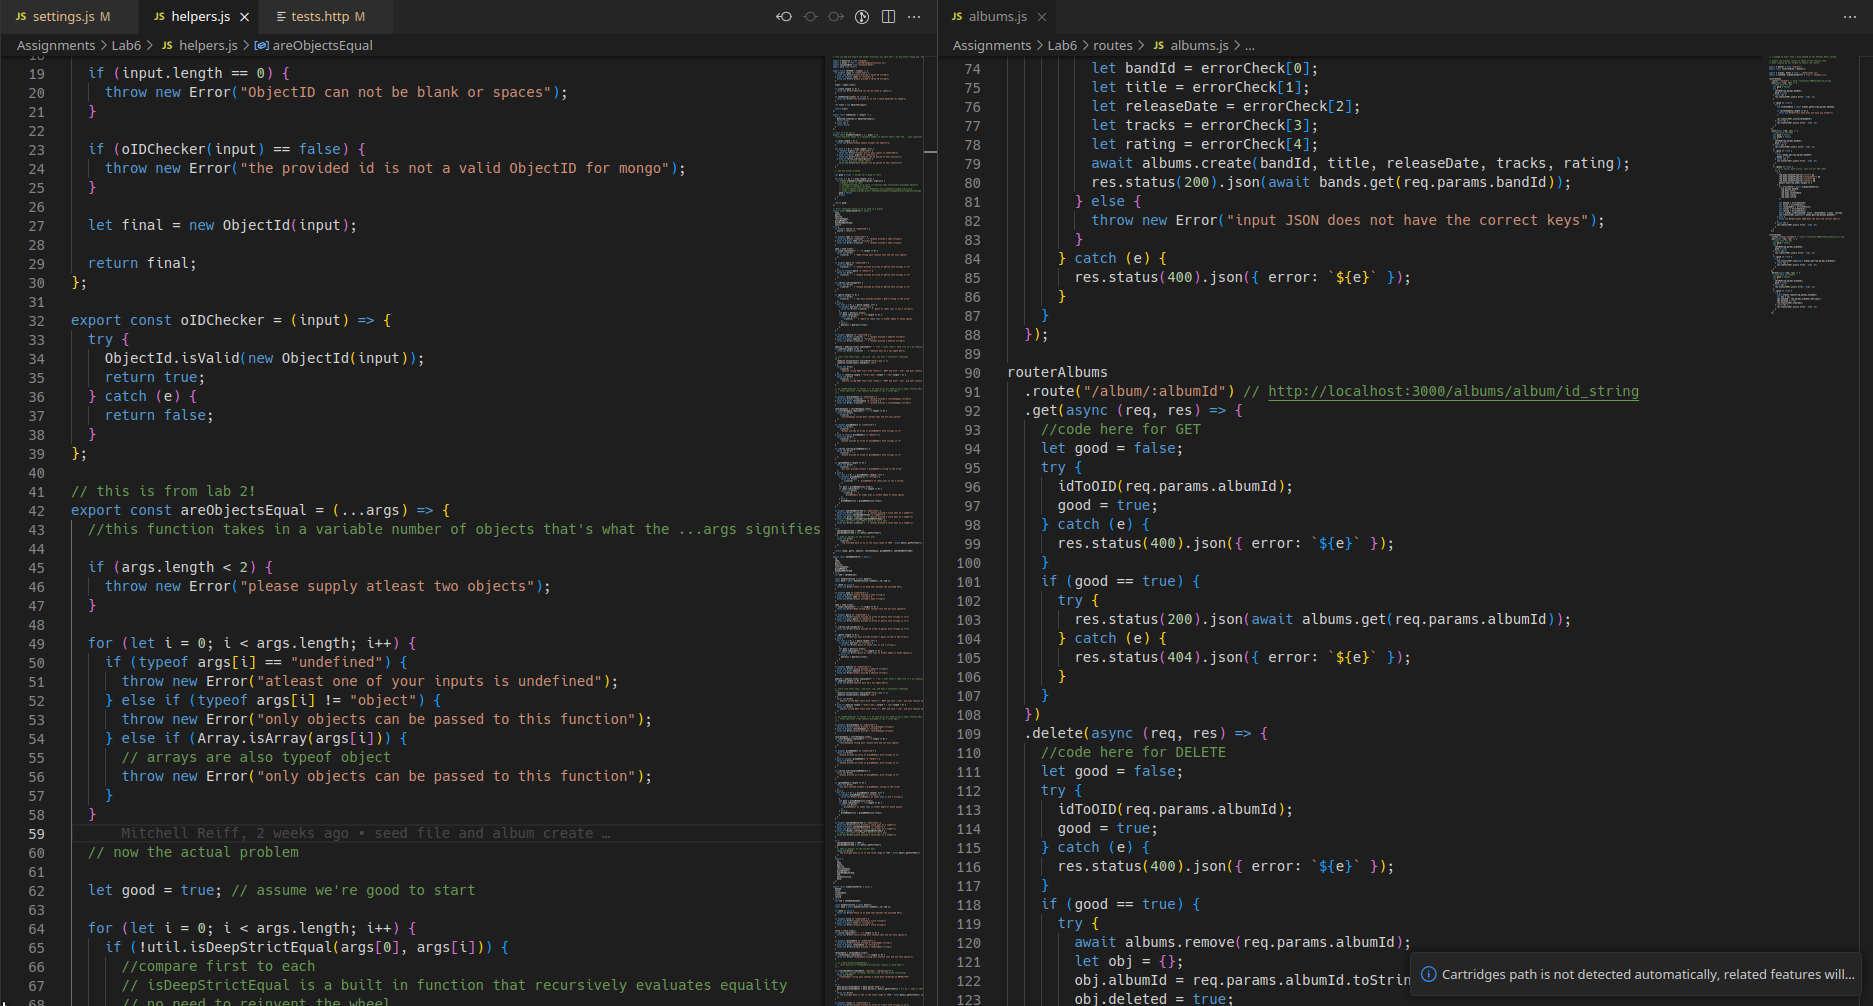 JS settings.js M
JS helpers.js ×
tests.http M
Assignments > Lab6 > JS helpers.js > areObjectsEqual
19 if (input.length == 0) {
20 throw new Error("ObjectID can not be blank or spaces");
21 }
22
23 if (oIDChecker(input) == false) {
24 throw new Error("the provided id is not a valid ObjectID for mongo");
25 }
26
27 let final = new ObjectId(input);
28
29 return final;
30 };
31
32 export const oIDChecker = (input) => {
33 try {
34 ObjectId.isValid(new ObjectId(input));
35 return true;
36 } catch (e) {
37 return false;
38 }
39 };
40
41 // this is from lab 2!
42 export const areObjectsEqual = (...args) => {
43 //this function takes in a variable number of objects that's what the ...args signifies
44
45 if (args.length < 2) {
46 throw new Error("please supply atleast two objects");
47 }
48
49 for (let i = 0; i < args.length; i++) {
50 if (typeof args[i] == "undefined") {
51 throw new Error("atleast one of your inputs is undefined");
52 } else if (typeof args[i] != "object") {
53 throw new Error("only objects can be passed to this function");
54 } else if (Array.isArray(args[i])) {
55 // arrays are also typeof object
56 throw new Error("only objects can be passed to this function");
57 }
58 }
59 Mitchell Reiff, 2 weeks ago • seed file and album create …
60 // now the actual problem
61
62 let good = true; // assume we're good to start
63
64 for (let i = 0; i < args.length; i++) {
65 if (!util.isDeepStrictEqual(args[0], args[i])) {
66 //compare first to each
67 // isDeepStrictEqual is a built in function that recursively evaluates equality
68 // no need to reinvent the wheel
JS albums.js ×
Assignments > Lab6 > routes > JS albums.js > ...
74 let bandId = errorCheck[0];
75 let title = errorCheck[1];
76 let releaseDate = errorCheck[2];
77 let tracks = errorCheck[3];
78 let rating = errorCheck[4];
79 await albums.create(bandId, title, releaseDate, tracks, rating);
80 res.status(200).json(await bands.get(req.params.bandId));
81 } else {
82 throw new Error("input JSON does not have the correct keys");
83 }
84 } catch (e) {
85 res.status(400).json({ error: `${e}` });
86 }
87 }
88 });
89
90 routerAlbums
91 .route("/album/:albumId") // http://localhost:3000/albums/album/id_string
92 .get(async (req, res) => {
93 //code here for GET
94 let good = false;
95 try {
96 idToOID(req.params.albumId);
97 good = true;
98 } catch (e) {
99 res.status(400).json({ error: `${e}` });
100 }
101 if (good == true) {
102 try {
103 res.status(200).json(await albums.get(req.params.albumId));
104 } catch (e) {
105 res.status(404).json({ error: `${e}` });
106 }
107 }
108 })
109 .delete(async (req, res) => {
110 //code here for DELETE
111 let good = false;
112 try {
113 idToOID(req.params.albumId);
114 good = true;
115 } catch (e) {
116 res.status(400).json({ error: `${e}` });
117 }
118 if (good == true) {
119 try {
120 await albums.remove(req.params.albumId);
121 let obj = {};
122 obj.albumId = req.params.albumId.toStrin
123 obj.deleted = true;
Cartridges path is not detected automatically, related features will...